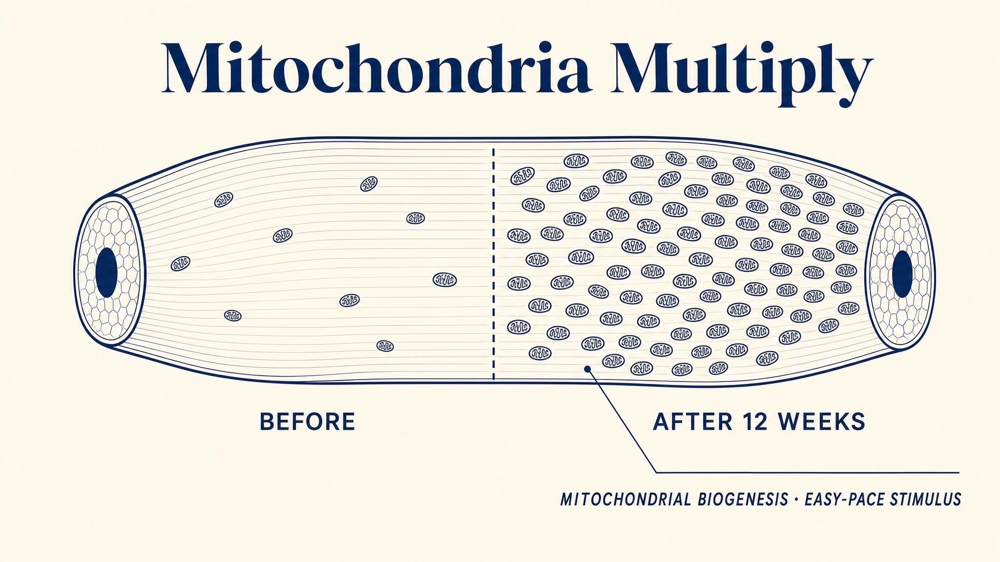 Mitochondria Multiply
BEFORE
AFTER 12 WEEKS
MITOCHONDRIAL BIOGENESIS • EASY-PACE STIMULUS